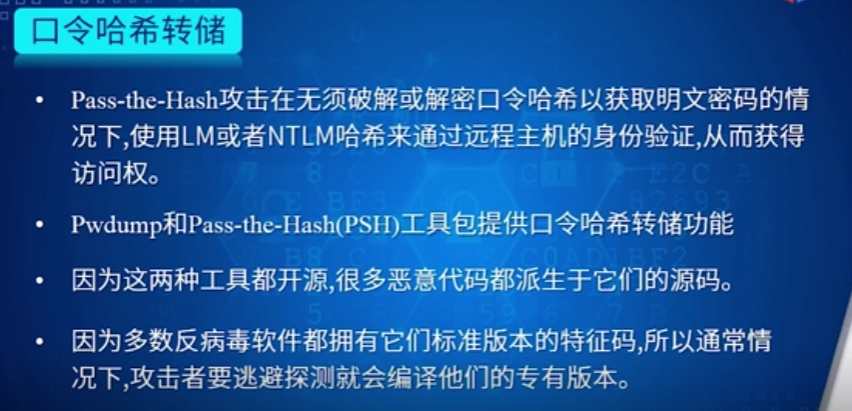 口令哈希转储
• Pass-the-Hash攻击在无须破解或解密口令哈希以获取明文密码的情
况下,使用LM或者NTLM哈希来通过远程主机的身份验证,从而获得
访问权。
• Pwdump和Pass-the-Hash(PSH)工具包提供口令哈希转储功能
• 因为这两种工具都开源,很多恶意代码都派生于它们的源码。
• 因为多数反病毒软件都拥有它们标准版本的特征码,所以通常情
况下,攻击者要逃避探测就会编译他们的专有版本。